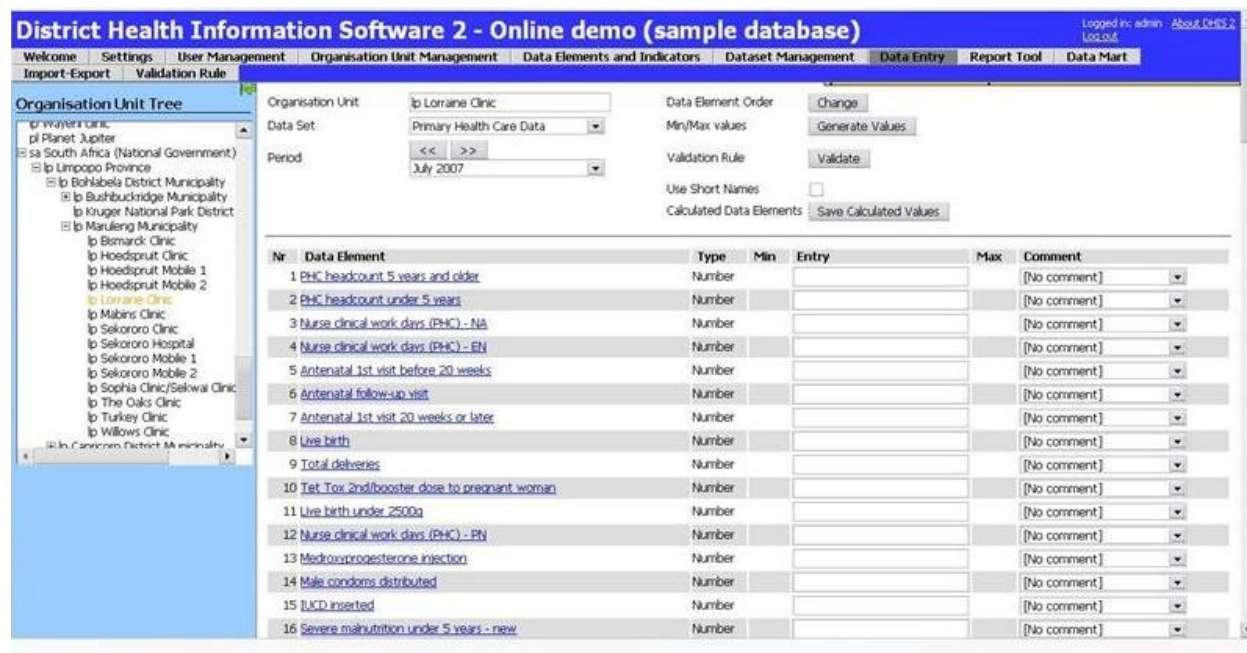 District Health Information Software 2 - Online demo (sample database)
Logged in: admin About DHIS 2
Log out
Welcome Settings User Management Organisation Unit Management Data Elements and Indicators Dataset Management Data Entry Report Tool Data Mart
Import-Export Validation Rule
Organisation Unit Tree
lp Wayeni Clinic
pl Planet Jupiter
sa South Africa (National Government)
lp Limpopo Province
lp Bohlabela District Municipality
lp Bushbuckridge Municipality
lp Kruger National Park District
lp Maruleng Municipality
lp Bismarck Clinic
lp Hoedspruit Clinic
lp Hoedspruit Mobile 1
lp Hoedspruit Mobile 2
lp Lorraine Clinic
lp Mabins Clinic
lp Sekororo Clinic
lp Sekororo Hospital
lp Sekororo Mobile 1
lp Sekororo Mobile 2
lp Sophia Clinic/Sekwai Clinic
lp The Oaks Clinic
lp Turkey Clinic
lp Willows Clinic
lp Capricorn District Municipality
Organisation Unit lp Lorraine Clinic Data Element Order Change
Data Set Primary Health Care Data Min/Max values Generate Values
Period << >> Validation Rule Validate
July 2007
Use Short Names
Calculated Data Elements Save Calculated Values
Nr Data Element Type Min Entry Max Comment
1 PHC headcount 5 years and older Number [No comment]
2 PHC headcount under 5 years Number [No comment]
3 Nurse clinical work days (PHC) - NA Number [No comment]
4 Nurse clinical work days (PHC) - EN Number [No comment]
5 Antenatal 1st visit before 20 weeks Number [No comment]
6 Antenatal follow-up visit Number [No comment]
7 Antenatal 1st visit 20 weeks or later Number [No comment]
8 Live birth Number [No comment]
9 Total deliveries Number [No comment]
10 Tet Tox 2nd/booster dose to pregnant woman Number [No comment]
11 Live birth under 2500g Number [No comment]
12 Nurse clinical work days (PHC) - PN Number [No comment]
13 Medroxyprogesterone injection Number [No comment]
14 Male condoms distributed Number [No comment]
15 IUCD inserted Number [No comment]
16 Severe malnutrition under 5 years - new Number [No comment]